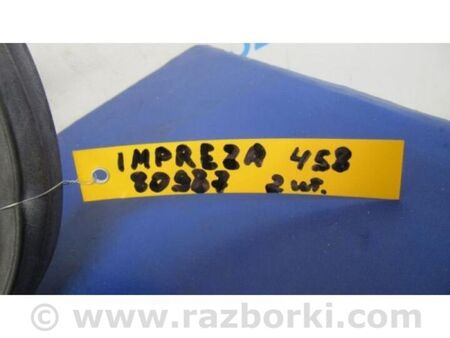 IMPREZA 458
80987 2 шт.
© www.razborki.com